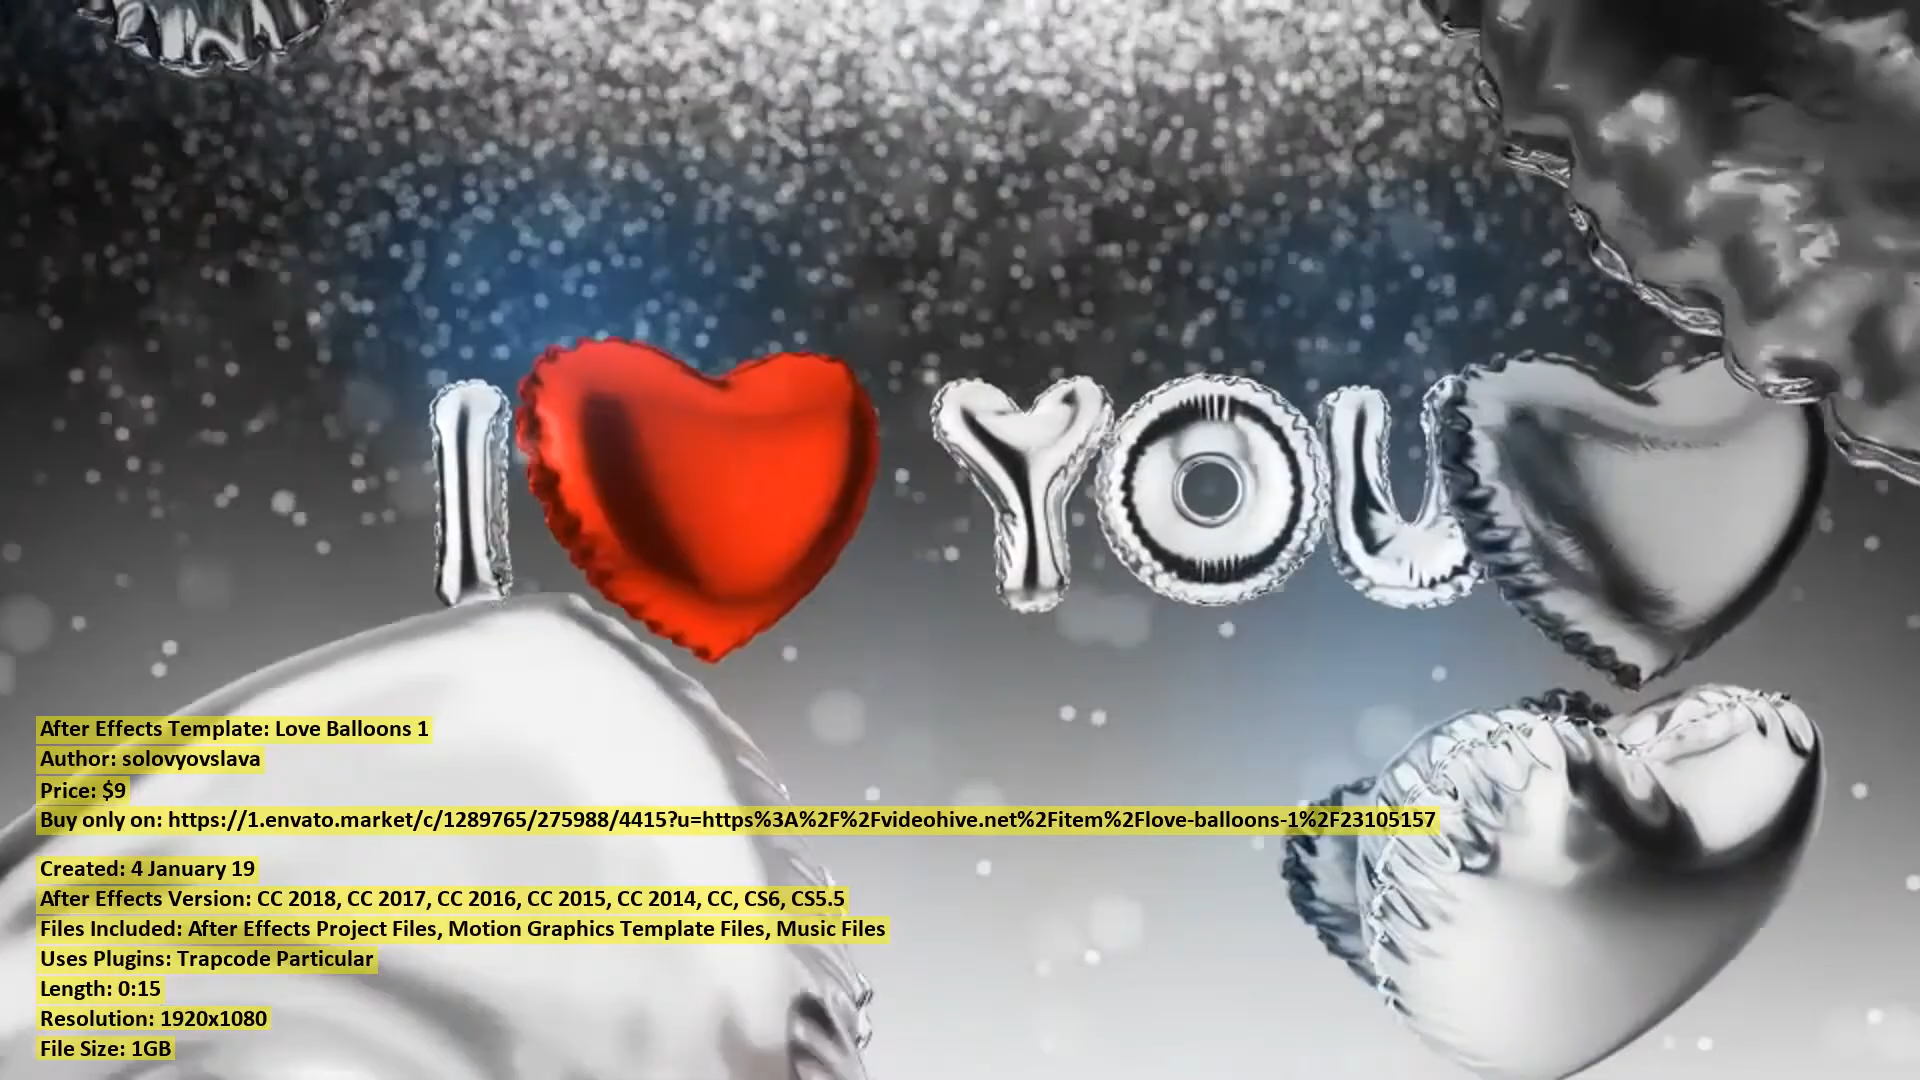 I YOU
After Effects Template: Love Balloons 1
Author: solovyovslava
Price: $9
Buy only on: https://1.envato.market/c/1289765/275988/4415?u=https%3A%2F%2Fvideohive.net%2Fitem%2Flove-balloons-1%2F23105157
Created: 4 January 19
After Effects Version: CC 2018, CC 2017, CC 2016, CC 2015, CC 2014, CC, CS6, CS5.5
Files Included: After Effects Project Files, Motion Graphics Template Files, Music Files
Uses Plugins: Trapcode Particular
Length: 0:15
Resolution: 1920x1080
File Size: 1GB